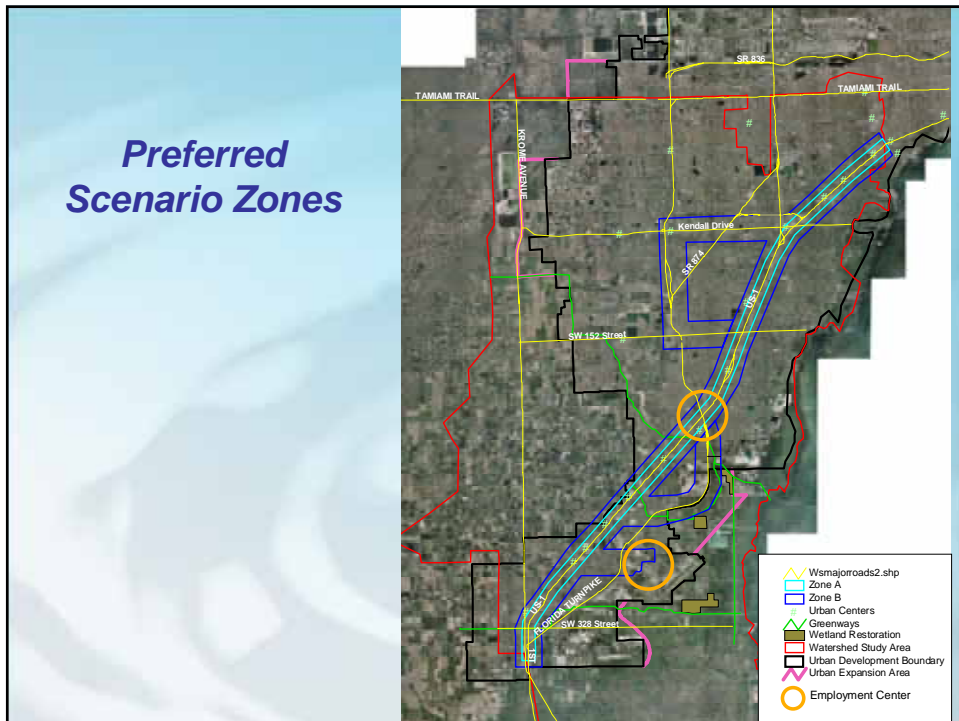 Preferred
Scenario Zones
SR 836
TAMIAMI TRAIL
TAMIAMI TRAIL
KROME AVENUE
Kendall Drive
SR 874
US-1
SW 152 Street
US-1
FLORIDA TURNPIKE
SW 328 Street
1ST
Wsmajorroads2.shp
Zone A
Zone B
# Urban Centers
Greenways
Wetland Restoration
Watershed Study Area
Urban Development Boundary
Urban Expansion Area
Employment Center